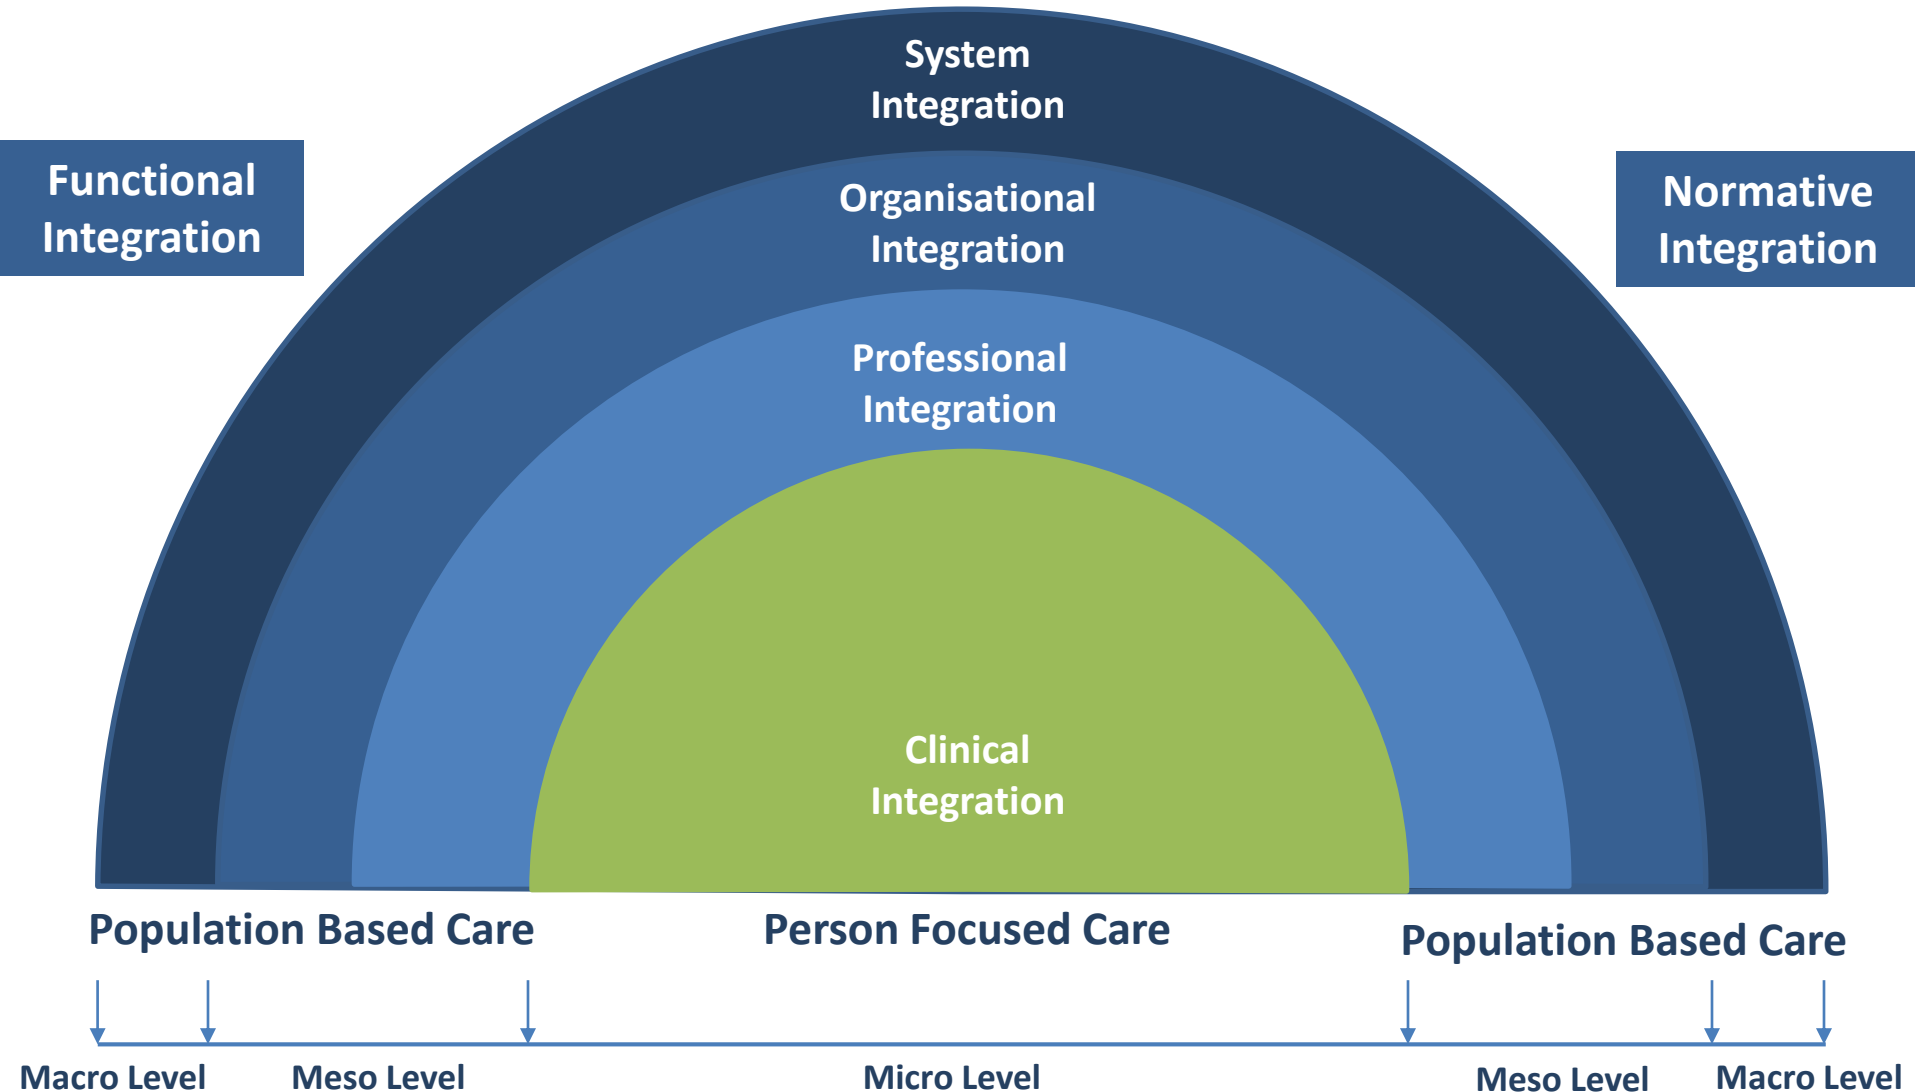 System
Integration
Functional
Integration
Normative
Integration
Organisational
Integration
Professional
Integration
Clinical
Integration
Population Based Care
Person Focused Care
Population Based Care
Macro Level
Meso Level
Micro Level
Meso Level
Macro Level